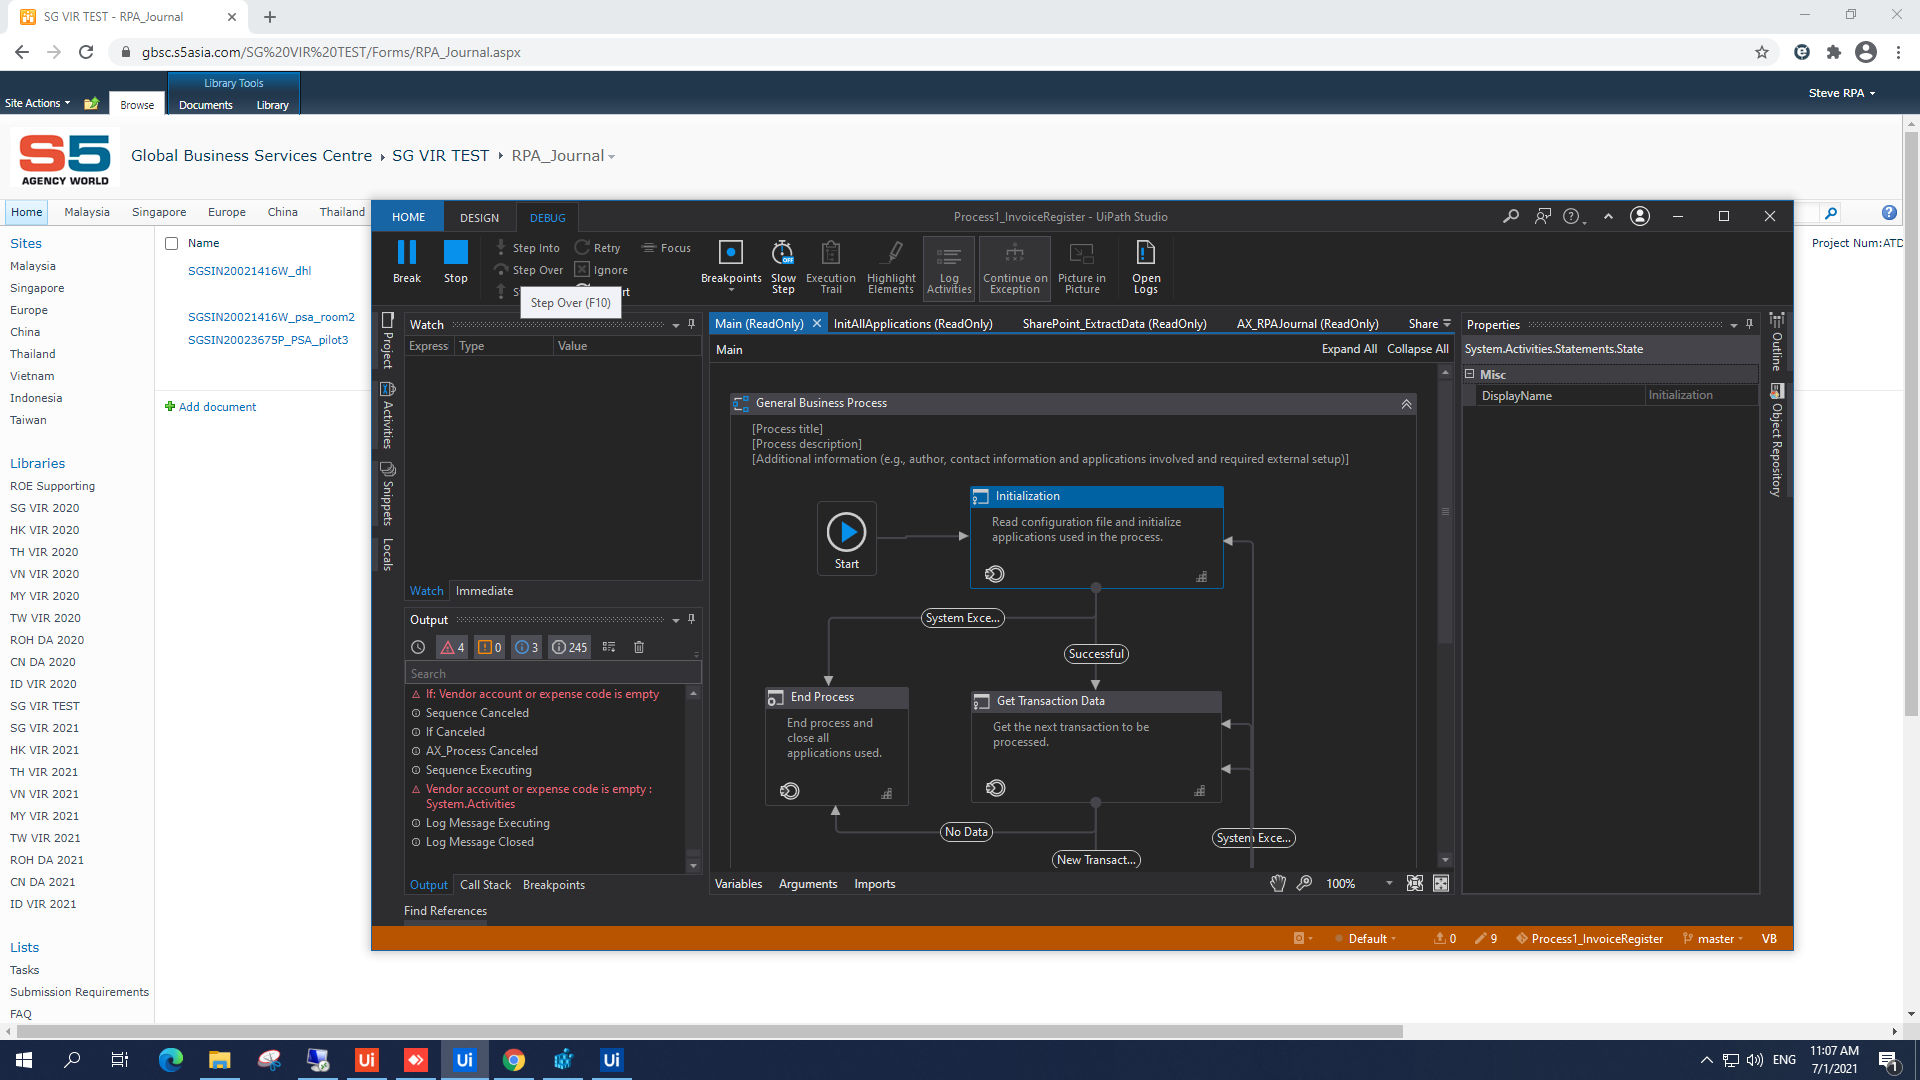 SG VIR TEST - RPA_Journal
gbsc.s5asia.com/SG%20VIR%20TEST/Forms/RPA_Journal.aspx
Library Tools
Site Actions
Browse
Documents
Library
Steve RPA
S5
AGENCY WORLD
Global Business Services Centre
SG VIR TEST
RPA_Journal
Home
Malaysia
Singapore
Europe
China
Thailand
Sites
Malaysia
Singapore
Europe
China
Thailand
Vietnam
Indonesia
Taiwan
Libraries
ROE Supporting
SG VIR 2020
HK VIR 2020
TH VIR 2020
VN VIR 2020
MY VIR 2020
TW VIR 2020
ROH DA 2020
CN DA 2020
ID VIR 2020
SG VIR TEST
SG VIR 2021
HK VIR 2021
TH VIR 2021
VN VIR 2021
MY VIR 2021
TW VIR 2021
ROH DA 2021
CN DA 2021
ID VIR 2021
Lists
Tasks
Submission Requirements
FAQ
Name
SGSIN20021416W_dhl
SGSIN20021416W_psa_room2
SGSIN20023675P_PSA_pilot3
Add document
Project Num:ATD
HOME
DESIGN
DEBUG
Process1_InvoiceRegister - UiPath Studio
Break
Stop
Step Into
Step Over
Retry
Ignore
Focus
Step Over (F10)
Breakpoints
Slow
Step
Execution
Trail
Highlight
Elements
Log
Activities
Continue on
Exception
Picture in
Picture
Open
Logs
Project
Activities
Snippets
Locals
Watch
Express
Type
Value
Watch
Immediate
Output
4
0
3
245
Search
If: Vendor account or expense code is empty
Sequence Canceled
If Canceled
AX_Process Canceled
Sequence Executing
Vendor account or expense code is empty :
System.Activities
Log Message Executing
Log Message Closed
Output
Call Stack
Breakpoints
Find References
Main (ReadOnly)
InitAllApplications (ReadOnly)
SharePoint_ExtractData (ReadOnly)
AX_RPAJournal (ReadOnly)
Share
Main
Expand All
Collapse All
General Business Process
[Process title]
[Process description]
[Additional information (e.g., author, contact information and applications involved and required external setup)]
Start
Initialization
Read configuration file and initialize
applications used in the process.
System Exce...
Successful
End Process
End process and
close all
applications used.
Get Transaction Data
Get the next transaction to be
processed.
No Data
System Exce...
New Transact...
Variables
Arguments
Imports
100%
Properties
System.Activities.Statements.State
Misc
DisplayName
Initialization
Outline
Object Repository
Default
0
9
Process1_InvoiceRegister
master
VB
Ui
Ui
Ui
ENG
11:07 AM
7/1/2021
1